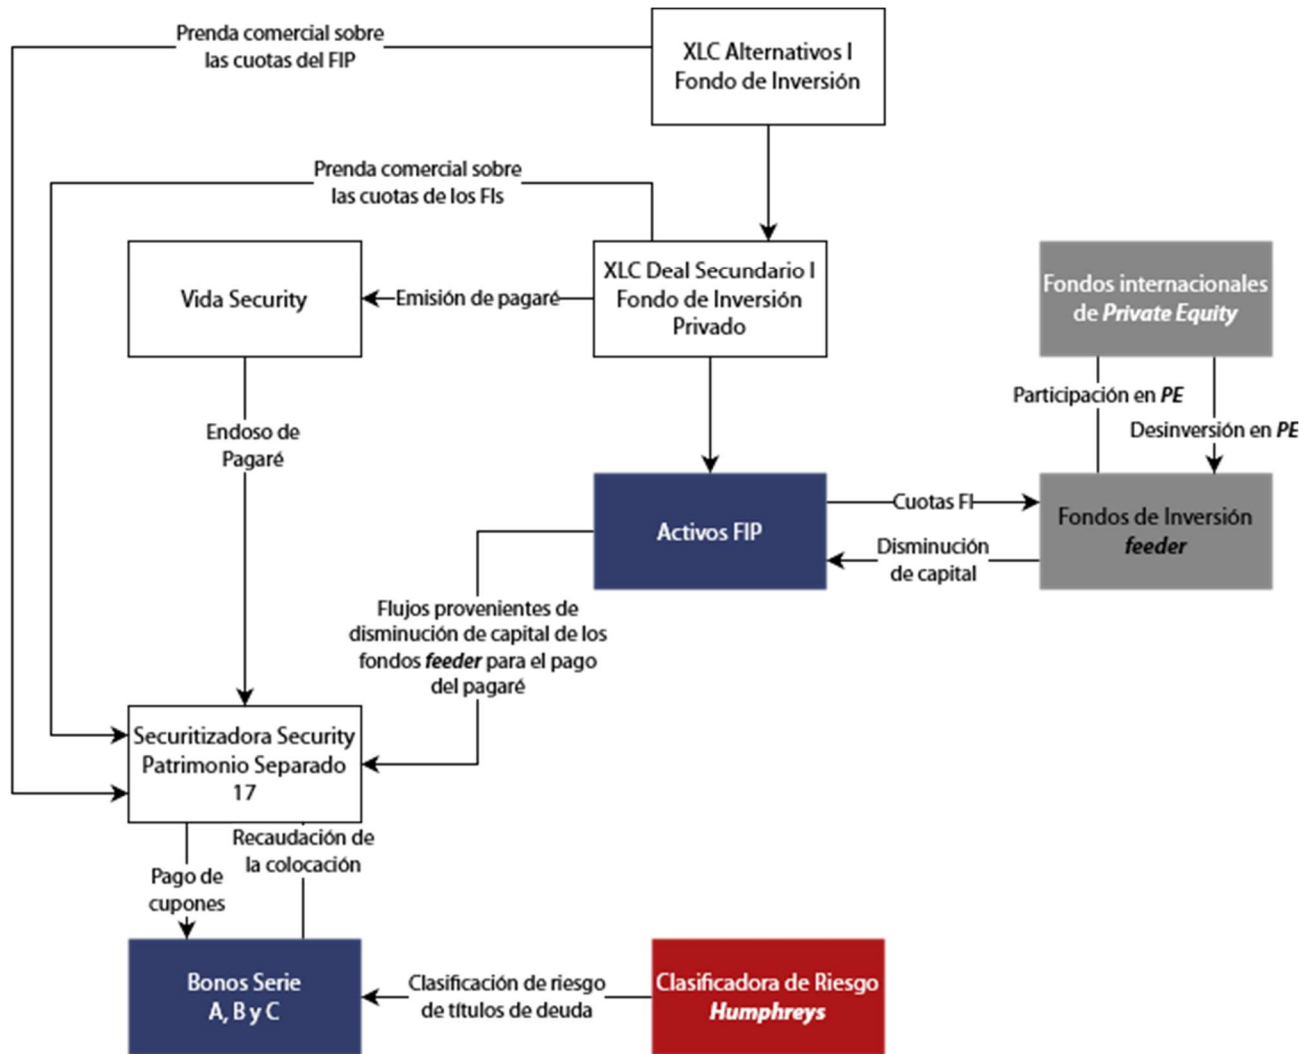 Prenda comercial sobre
las cuotas del FIP
XLC Alternativos I
Fondo de Inversión
Prenda comercial sobre
las cuotas de los FIs
Vida Security
Emisión de pagaré
XLC Deal Secundario I
Fondo de Inversión
Privado
Fondos internacionales
de Private Equity
Participación en PE
Desinversión en PE
Endoso de
Pagaré
Activos FIP
Cuotas FI
Disminución
de capital
Fondos de Inversión
feeder
Flujos provenientes de
disminución de capital de los
fondos feeder para el pago
del pagaré
Securitizadora Security
Patrimonio Separado
17
Recaudación de
la colocación
Pago de
cupones
Bonos Serie
A, B y C
Clasificación de riesgo
de títulos de deuda
Clasificadora de Riesgo
Humphreys